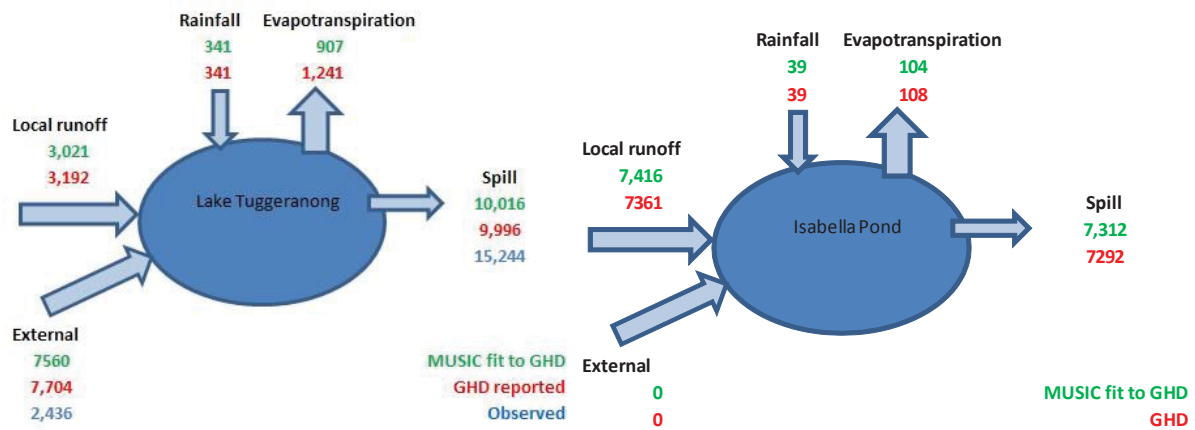 Rainfall
341
341
Evapotranspiration
907
1,241
Local runoff
3,021
3,192
Lake Tuggeranong
Spill
10,016
9,996
15,244
External
7560
7,704
2,436
MUSIC fit to GHD
GHD reported
Observed
Rainfall
39
39
Evapotranspiration
104
108
Local runoff
7,416
7361
Isabella Pond
Spill
7,312
7292
External
0
0
MUSIC fit to GHD
GHD